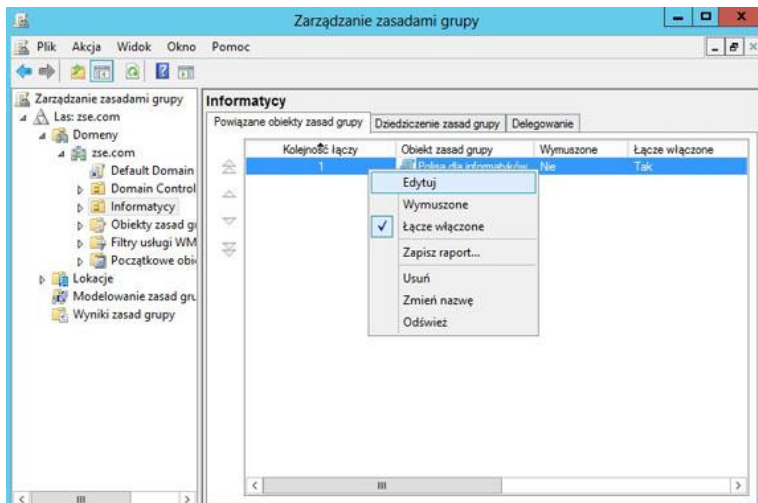 Zarządzanie zasadami grupy
Plik Akcja Widok Okno Pomoc
Zarządzanie zasadami grupy
Las: zse.com
Domeny
zse.com
Default Domain
Domain Control
Informatycy
Obiekty zasad gr
Filtry usługi WM
Początkowe obi
Lokacje
Modelowanie zasad gru
Wyniki zasad grupy
Informatycy
Powiązane obiekty zasad grupy Dziedziczenie zasad grupy Delegowanie
Kolejność łączy Obiekt zasad grupy Wymuszone Łącze włączone
1 Polisa dla informatyków Nie Tak
Edytuj
Wymuszone
Łącze włączone
Zapisz raport...
Usuń
Zmień nazwę
Odśwież